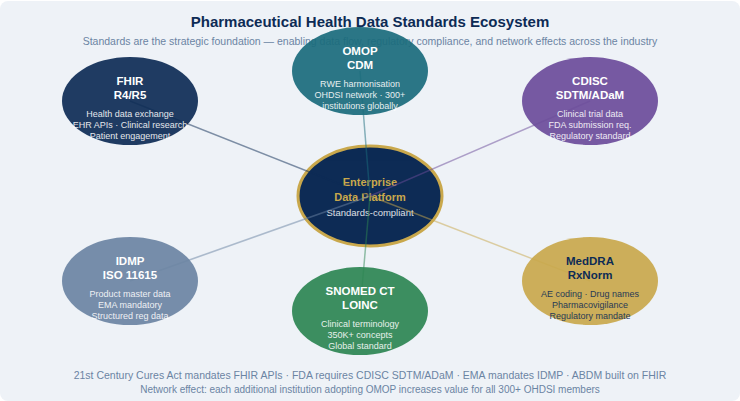 Pharmaceutical Health Data Standards Ecosystem
Standards are the strategic foundation — enabling compliance, and network effects across the industry
OMOP
CDM
RWE harmonisation
OHDSI network · 300+
institutions globally
FHIR
R4/R5
Health data exchange
EHR APIs · Clinical research
Patient engagement
CDISC
SDTM/ADaM
Clinical trial data
FDA submission req.
Regulatory standard
Enterprise
Data Platform
Standards-compliant
IDMP
ISO 11615
Product master data
EMA mandatory
Structured reg data
SNOMED CT
LOINC
Clinical terminology
350K+ concepts
Global standard
MedDRA
RxNorm
AE coding · Drug names
Pharmacovigilance
Regulatory mandate
21st Century Cures Act mandates FHIR APIs · FDA requires CDISC SDTM/ADaM · EMA mandates IDMP · ABDM built on FHIR
Network effect: each additional institution adopting OMOP increases value for all 300+ OHDSI members